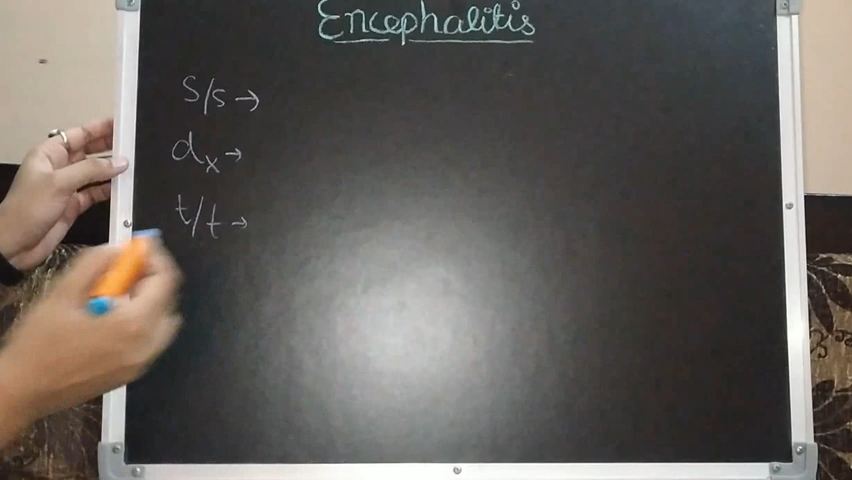 Encephalitis
S/s →
dx →
t/t →